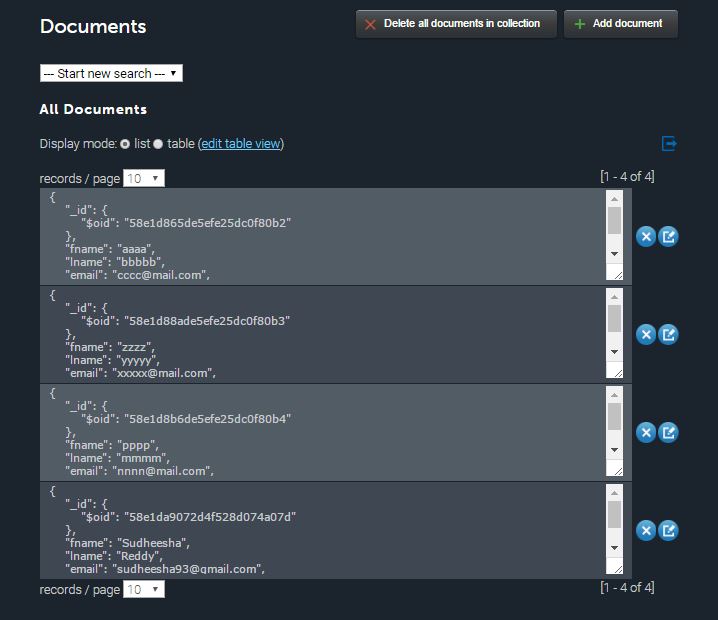 Documents
Delete all documents in collection
Add document
--- Start new search ---
All Documents
Display mode: list table (edit table view)
records / page 10 [1 - 4 of 4]
{
"_id": {
"$oid": "58e1d865de5efe25dc0f80b2"
},
"fname": "aaaa",
"lname": "bbbbb",
"email": "cccc@mail.com",
{
"_id": {
"$oid": "58e1d88ade5efe25dc0f80b3"
},
"fname": "zzzz",
"lname": "yyyyy",
"email": "xxxxx@mail.com",
{
"_id": {
"$oid": "58e1d8b6de5efe25dc0f80b4"
},
"fname": "pppp",
"lname": "mmmm",
"email": "nnnn@mail.com",
{
"_id": {
"$oid": "58e1da9072d4f528d074a07d"
},
"fname": "Sudheesha",
"lname": "Reddy",
"email": "sudheesha93@gmail.com",
records / page 10 [1 - 4 of 4]